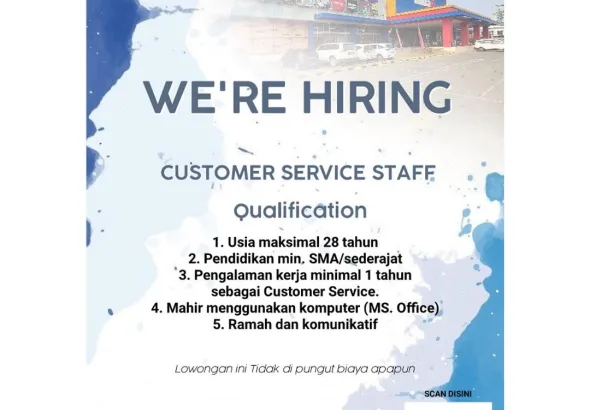 WE'RE HIRING
CUSTOMER SERVICE STAFF
Qualification
1. Usia maksimal 28 tahun
2. Pendidikan min. SMA/sederajat
3. Pengalaman kerja minimal 1 tahun
sebagai Customer Service.
4. Mahir menggunakan komputer (MS. Office)
5. Ramah dan komunikatif
Lowongan ini Tidak di pungut biaya apapun
SCAN DISINI